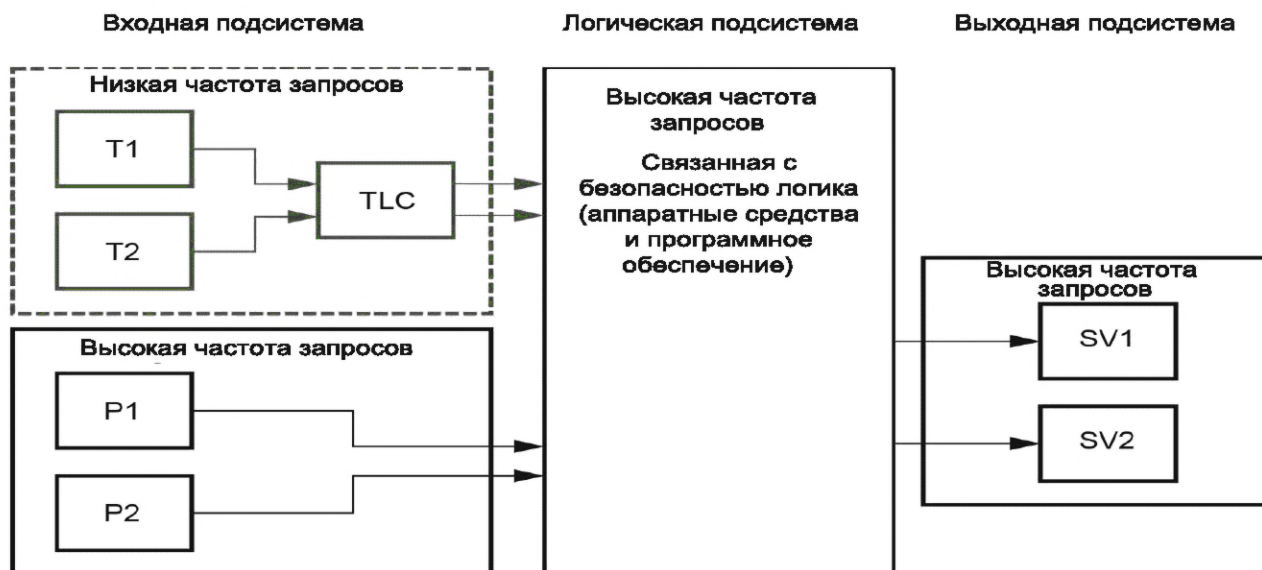 Входная подсистема
Логическая подсистема
Выходная подсистема
Низкая частота запросов
T1
T2
TLC
Высокая частота запросов
P1
P2
Высокая частота
запросов
Связанная с
безопасностью логика
(аппаратные средства
и программное
обеспечение)
Высокая частота
запросов
SV1
SV2